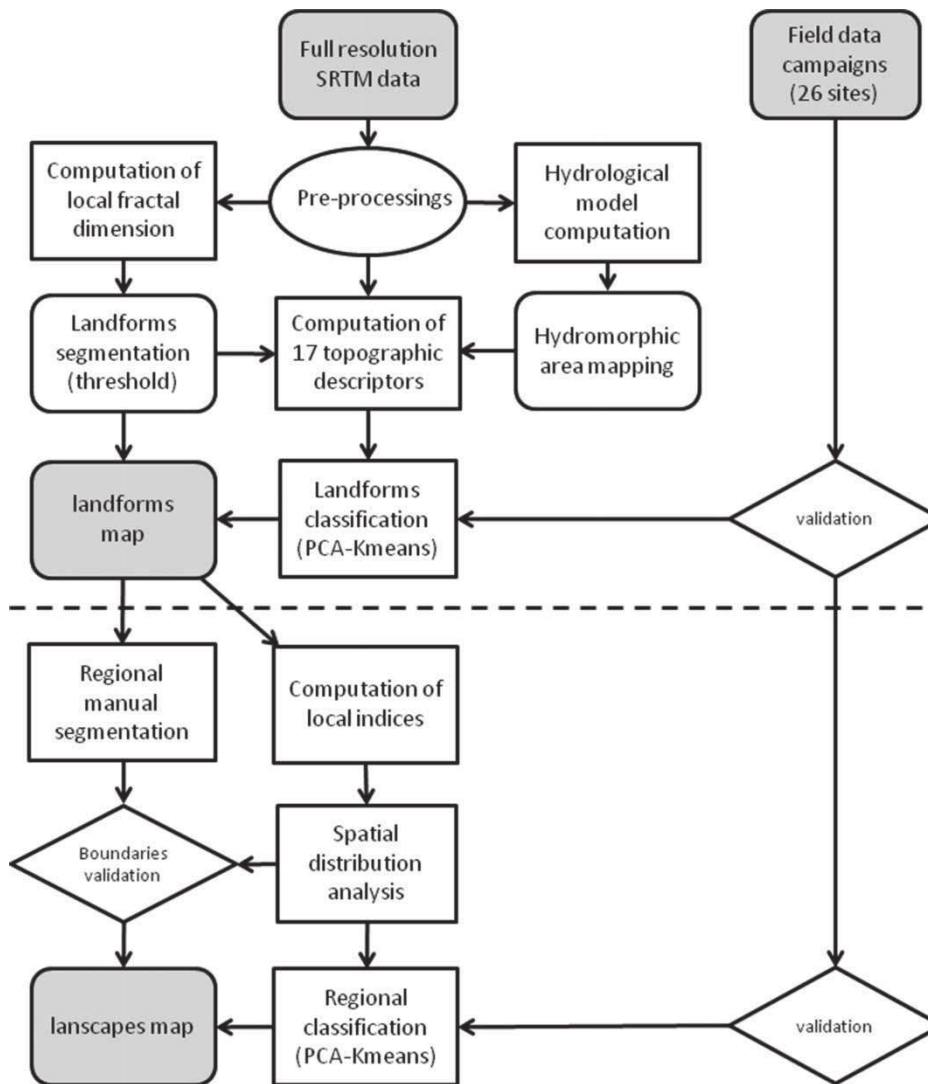 Full resolution
SRTM data
Field data
campaigns
(26 sites)
Computation of
local fractal
dimension
Pre-processings
Hydrological
model
computation
Landforms
segmentation
(threshold)
Computation of
17 topographic
descriptors
Hydromorphic
area mapping
landforms
map
Landforms
classification
(PCA-Kmeans)
validation
Regional
manual
segmentation
Computation of
local indices
Boundaries
validation
Spatial
distribution
analysis
lanscapes map
Regional
classification
(PCA-Kmeans)
validation